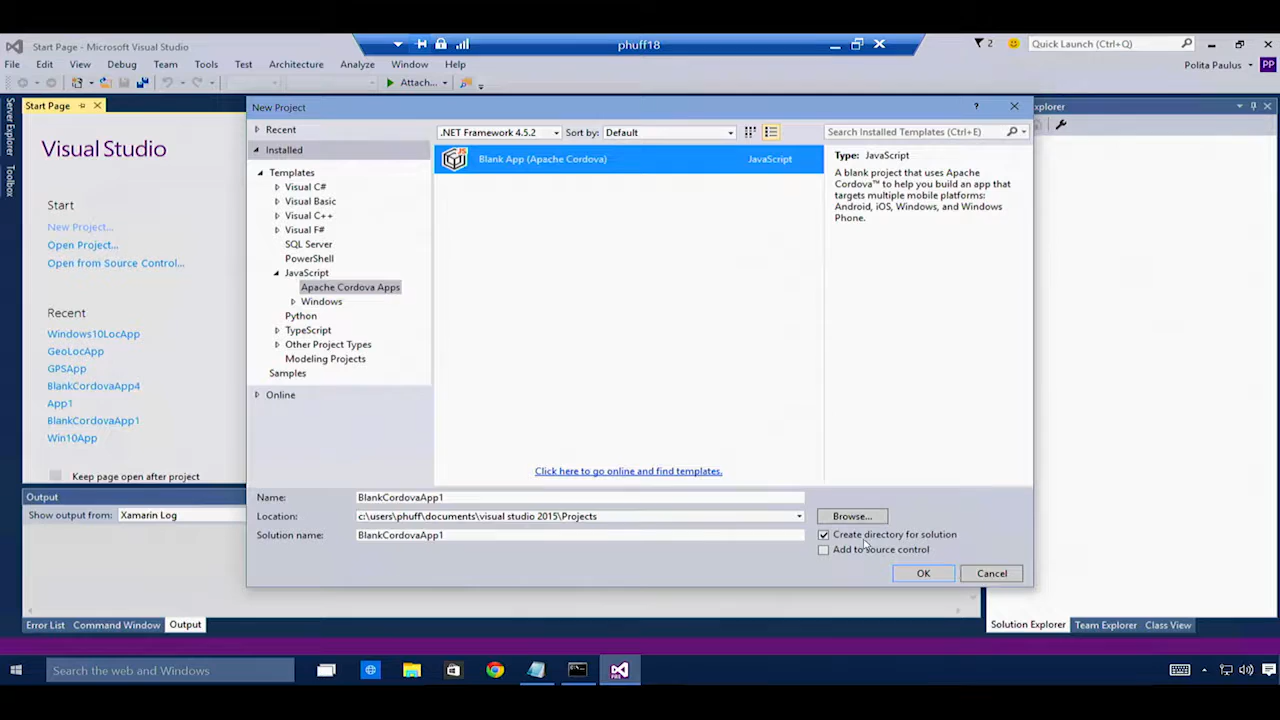 Start Page - Microsoft Visual Studio
phuff18
2
Quick Launch (Ctrl+Q)
File Edit View Debug Team Tools Test Architecture Analyze Window Help
Polita Paulus PP
Attach...
Server Explorer
Toolbox
Start Page
Visual Studio
Start
New Project...
Open Project...
Open from Source Control...
Recent
Windows10LocApp
GeoLocApp
GPSApp
BlankCordovaApp4
App1
BlankCordovaApp1
Win10App
Keep page open after project
New Project
?
Recent
Installed
Templates
Visual C#
Visual Basic
Visual C++
Visual F#
SQL Server
PowerShell
JavaScript
Apache Cordova Apps
Windows
Python
TypeScript
Other Project Types
Modeling Projects
Samples
Online
.NET Framework 4.5.2 Sort by: Default
Search Installed Templates (Ctrl+E)
JS Blank App (Apache Cordova) JavaScript
Click here to go online and find templates.
Type: JavaScript
A blank project that uses Apache
Cordova™ to help you build an app that
targets multiple mobile platforms:
Android, iOS, Windows, and Windows
Phone.
Name: BlankCordovaApp1
Location: c:\users\phuff\documents\visual studio 2015\Projects Browse...
Solution name: BlankCordovaApp1
Create directory for solution
Add to source control
OK Cancel
Explorer
Output
Show output from: Xamarin Log
Error List Command Window Output
Solution Explorer Team Explorer Class View
Search the web and Windows